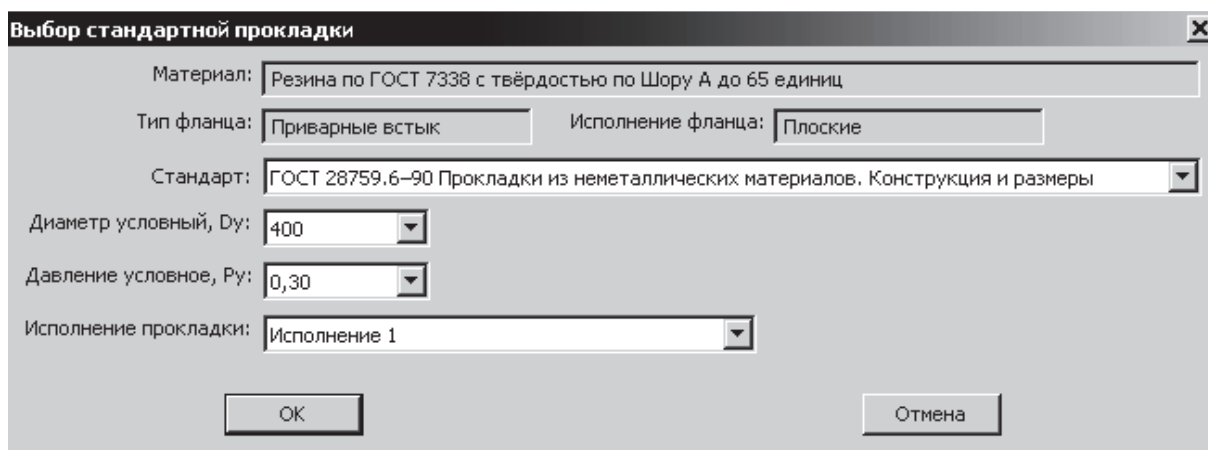 Выбор стандартной прокладки
Материал: Резина по ГОСТ 7338 с твёрдостью по Шору А до 65 единиц
Тип фланца: Приварные встык Исполнение фланца: Плоские
Стандарт: ГОСТ 28759.6–90 Прокладки из неметаллических материалов. Конструкция и размеры
Диаметр условный, Dy: 400
Давление условное, Py: 0,30
Исполнение прокладки: Исполнение 1
OK Отмена